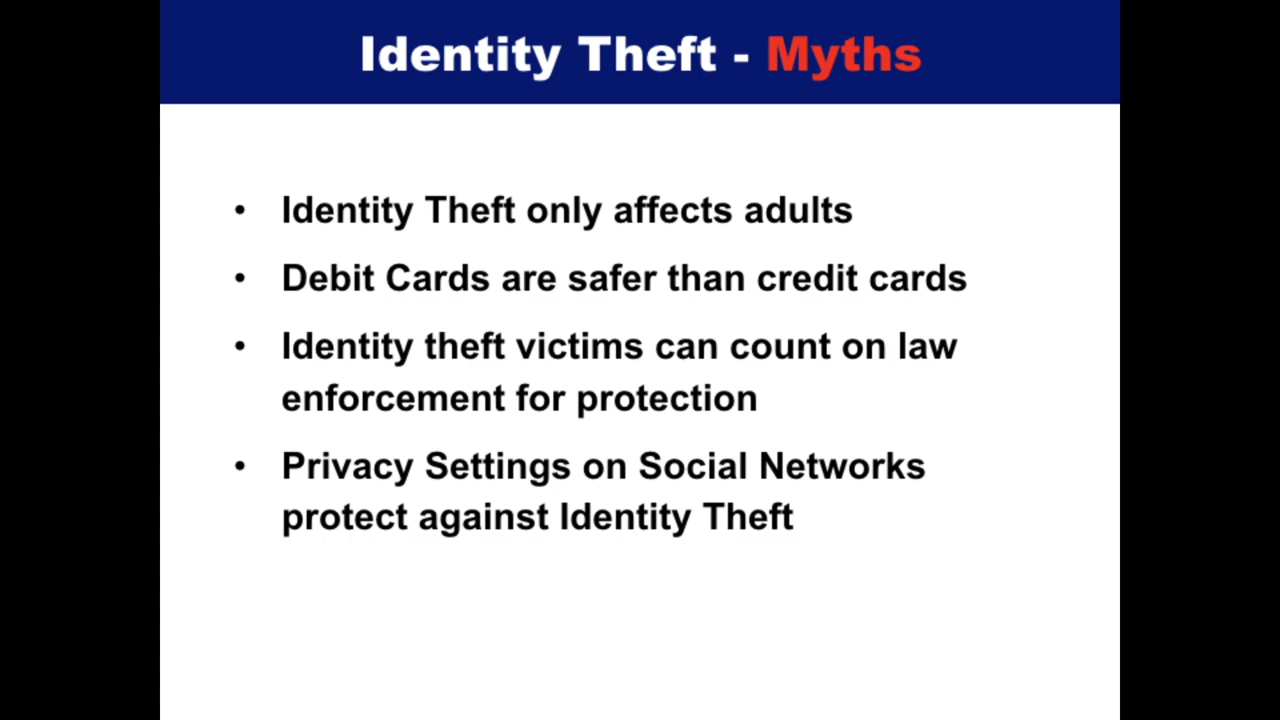 Identity Theft - Myths
• Identity Theft only affects adults
• Debit Cards are safer than credit cards
• Identity theft victims can count on law
enforcement for protection
• Privacy Settings on Social Networks
protect against Identity Theft